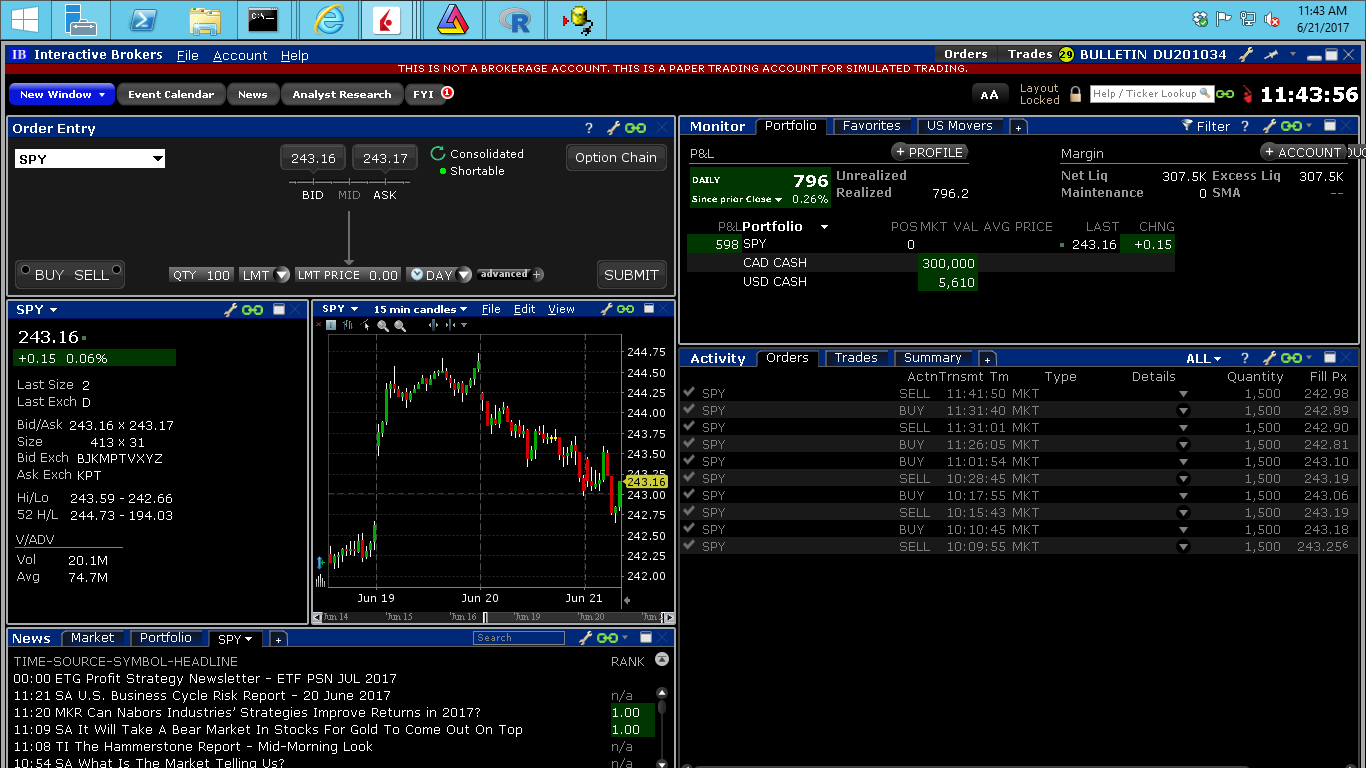 11:43 AM
6/21/2017
IB Interactive Brokers File Account Help Orders Trades 29 BULLETIN DU201034
THIS IS NOT A BROKERAGE ACCOUNT. THIS IS A PAPER TRADING ACCOUNT FOR SIMULATED TRADING.
New Window Event Calendar News Analyst Research FYI 1 AA Layout Locked Help / Ticker Lookup 11:43:56
Order Entry ?
SPY 243.16 243.17 Consolidated Option Chain
Shortable
BID MID ASK
BUY SELL QTY 100 LMT LMT PRICE 0.00 DAY advanced + SUBMIT
Monitor Portfolio Favorites US Movers + Filter ?
P&L + PROFILE Margin + ACCOUNT
DAILY 796 Unrealized Net Liq 307.5K Excess Liq 307.5K
Since prior Close 0.26% Realized 796.2 Maintenance 0 SMA --
P&L Portfolio POS MKT VAL AVG PRICE LAST CHNG
598 SPY 0 243.16 +0.15
CAD CASH 300,000
USD CASH 5,610
SPY
243.16
+0.15 0.06%
Last Size 2
Last Exch D
Bid/Ask 243.16 x 243.17
Size 413 x 31
Bid Exch BJKMPTVXYZ
Ask Exch KPT
Hi/Lo 243.59 - 242.66
52 H/L 244.73 - 194.03
V/ADV
Vol 20.1M
Avg 74.7M
SPY 15 min candles File Edit View
244.75
244.50
244.25
244.00
243.75
243.50
243.25
243.16
243.00
242.75
242.50
242.25
242.00
Jun 19 Jun 20 Jun 21
Jun 14 Jun 15 Jun 16 Jun 19 Jun 20
Activity Orders Trades Summary + ALL ?
Actn Trnsmt Tm Type Details Quantity Fill Px
SPY SELL 11:41:50 MKT 1,500 242.98
SPY BUY 11:31:40 MKT 1,500 242.89
SPY SELL 11:31:01 MKT 1,500 242.90
SPY BUY 11:26:05 MKT 1,500 242.81
SPY BUY 11:01:54 MKT 1,500 243.10
SPY SELL 10:28:45 MKT 1,500 243.19
SPY BUY 10:17:55 MKT 1,500 243.06
SPY SELL 10:15:43 MKT 1,500 243.19
SPY BUY 10:10:45 MKT 1,500 243.18
SPY SELL 10:09:55 MKT 1,500 243.256
News Market Portfolio SPY + Search
TIME-SOURCE-SYMBOL-HEADLINE RANK
00:00 ETG Profit Strategy Newsletter - ETF PSN JUL 2017
11:21 SA U.S. Business Cycle Risk Report - 20 June 2017 n/a
11:20 MKR Can Nabors Industries' Strategies Improve Returns in 2017? 1.00
11:09 SA It Will Take A Bear Market In Stocks For Gold To Come Out On Top 1.00
11:08 TI The Hammerstone Report - Mid-Morning Look n/a
10:54 SA What Is The Market Telling Us? n/a